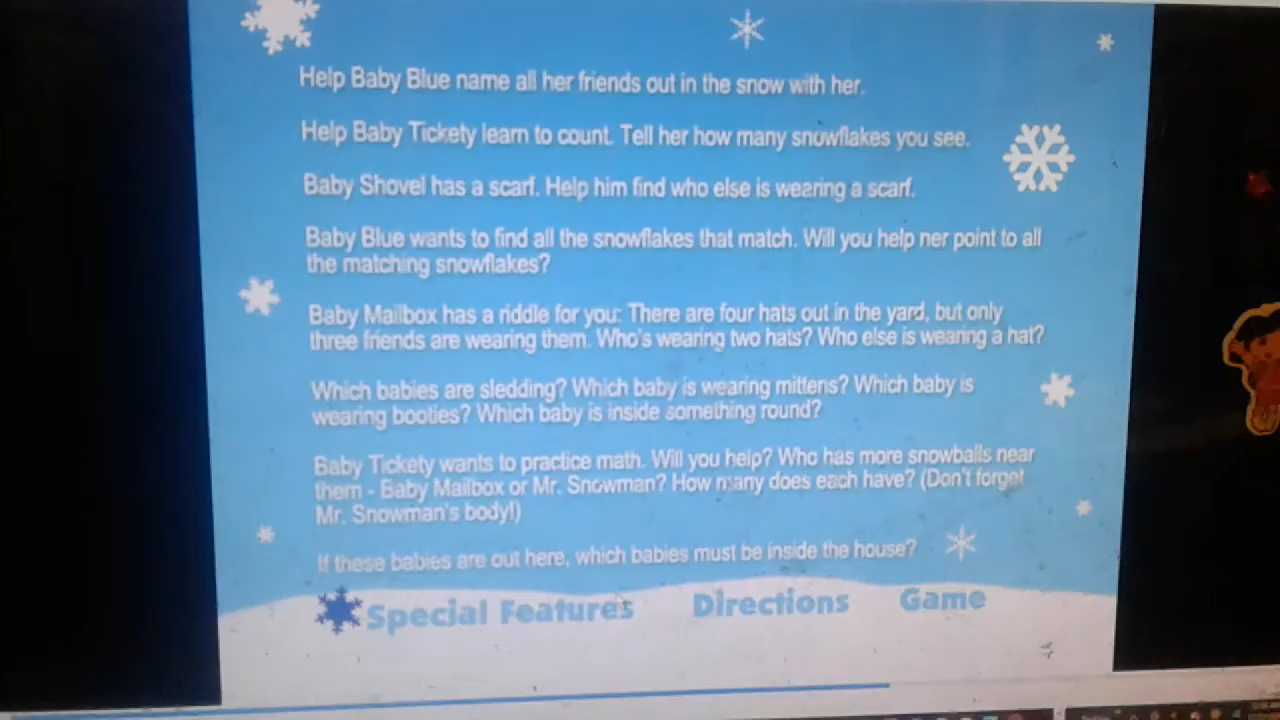 Help Baby Blue name all her friends out in the snow with her.
Help Baby Tickety learn to count. Tell her how many snowflakes you see.
Baby Shovel has a scarf. Help him find who else is wearing a scarf.
Baby Blue wants to find all the snowflakes that match. Will you help her point to all
the matching snowflakes?
Baby Mailbox has a riddle for you: There are four hats out in the yard, but only
three friends are wearing them. Who's wearing two hats? Who else is wearing a hat?
Which babies are sledding? Which baby is wearing mittens? Which baby is
wearing booties? Which baby is inside something round?
Baby Tickety wants to practice math. Will you help? Who has more snowballs near
them - Baby Mailbox or Mr. Snowman? How many does each have? (Don't forget
Mr. Snowman's body!)
If these babies are out here, which babies must be inside the house?
Special Features Directions Game